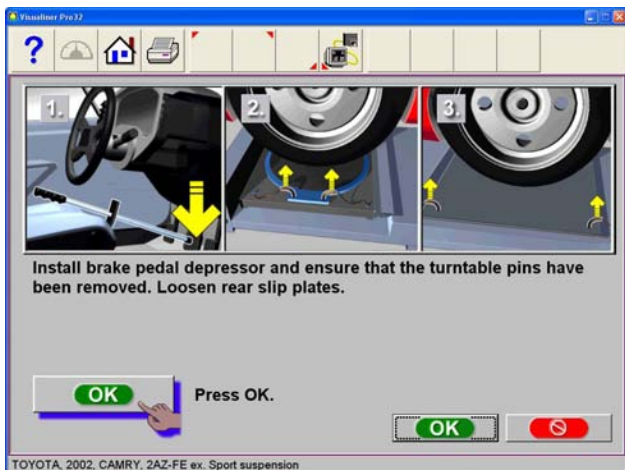 Visualiner Pro32
?
1.
2.
3.
Install brake pedal depressor and ensure that the turntable pins have
been removed. Loosen rear slip plates.
OK
Press OK.
OK
TOYOTA, 2002, CAMRY, 2AZ-FE ex. Sport suspension